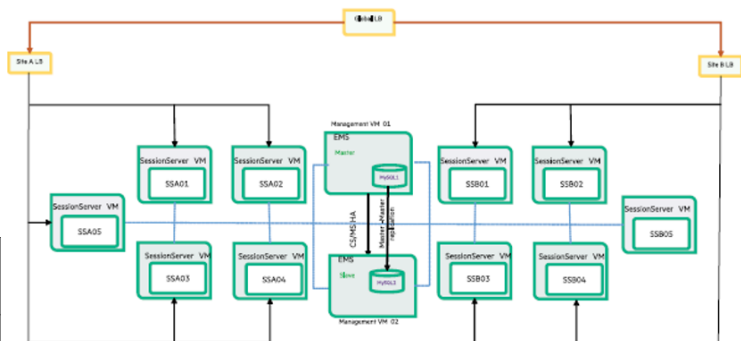 Global LB
Site A LB
Site B LB
Management VM 01
EMS
Master
MySQL1
SessionServer VM
SSA01
SessionServer VM
SSA02
SessionServer VM
SSB01
SessionServer VM
SSB02
SessionServer VM
SSA05
SessionServer VM
SSB05
CS/MS HA
Master - Master
replication
SessionServer VM
SSA03
SessionServer VM
SSA04
EMS
Slave
MySQL2
Management VM 02
SessionServer VM
SSB03
SessionServer VM
SSB04